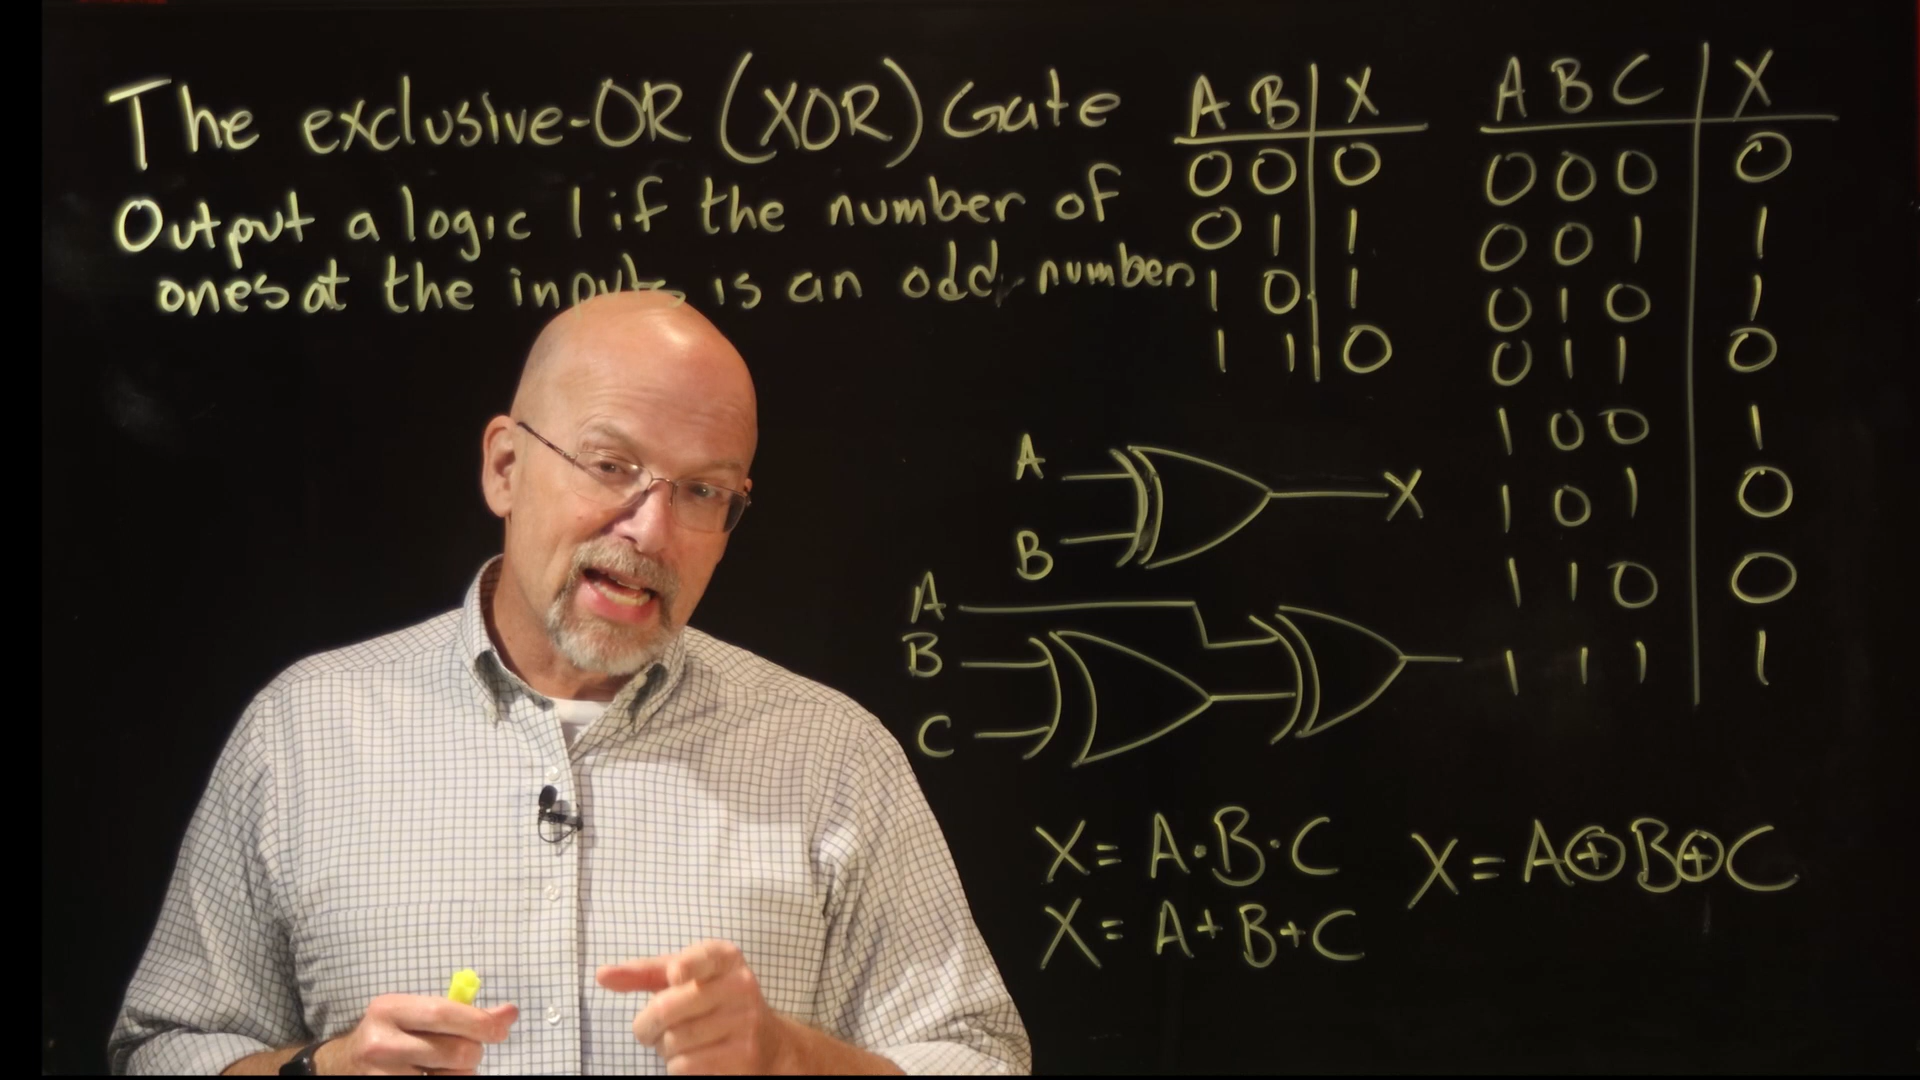 The exclusive-OR (XOR) Gate
Output a logic 1 if the number of
ones at the inputs is an odd number
A B X
0 0 0
0 1 1
1 0 1
1 1 0
A B C X
0 0 0 0
0 0 1 1
0 1 0 1
0 1 1 0
1 0 0 1
1 0 1 0
1 1 0 0
1 1 1 1
A
B
X
A
B
C
X = A·B·C
X = A+B+C
X = A⊕B⊕C